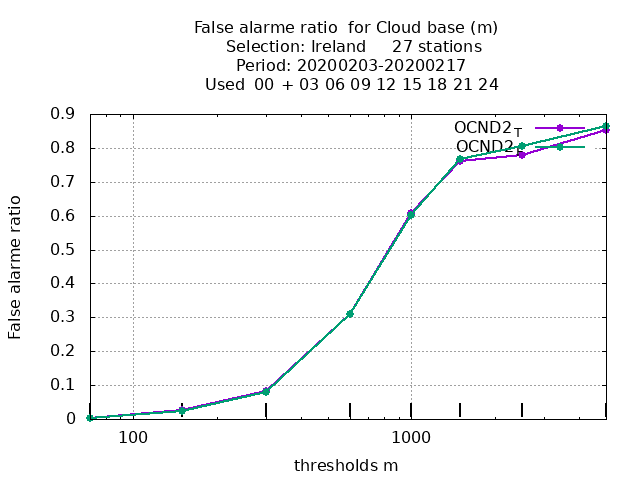 False alarme ratio  for Cloud base (m)
Selection: Ireland     27 stations
Period: 20200203-20200217
Used  00 + 03 06 09 12 15 18 21 24
OCND2T
OCND2
0.9
0.8
0.7
0.6
0.5
0.4
0.3
0.2
0.1
0
False alarme ratio
100
1000
thresholds m